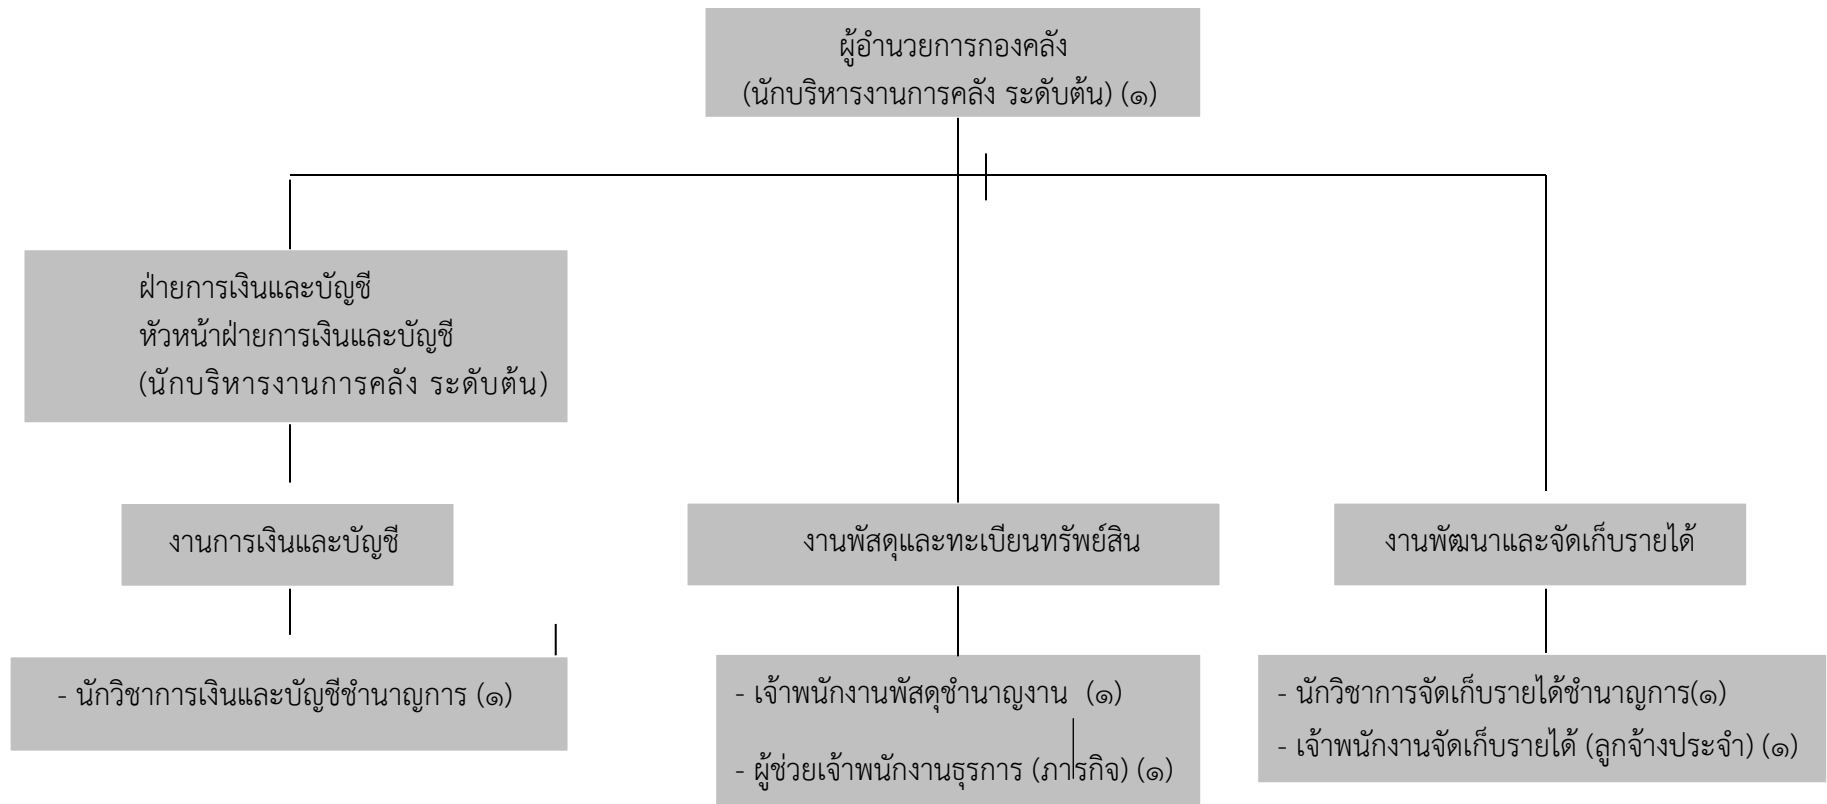 ผู้อำนวยการกองคลัง
(นักบริหารงานการคลัง ระดับต้น) (๑)
ฝ่ายการเงินและบัญชี
หัวหน้าฝ่ายการเงินและบัญชี
(นักบริหารงานการคลัง ระดับต้น)
งานการเงินและบัญชี
- นักวิชาการเงินและบัญชีชำนาญการ (๑)
งานพัสดุและทะเบียนทรัพย์สิน
- เจ้าพนักงานพัสดุชำนาญงาน (๑)
- ผู้ช่วยเจ้าพนักงานธุรการ (ภารกิจ) (๑)
งานพัฒนาและจัดเก็บรายได้
- นักวิชาการจัดเก็บรายได้ชำนาญการ(๑)
- เจ้าพนักงานจัดเก็บรายได้ (ลูกจ้างประจำ) (๑)